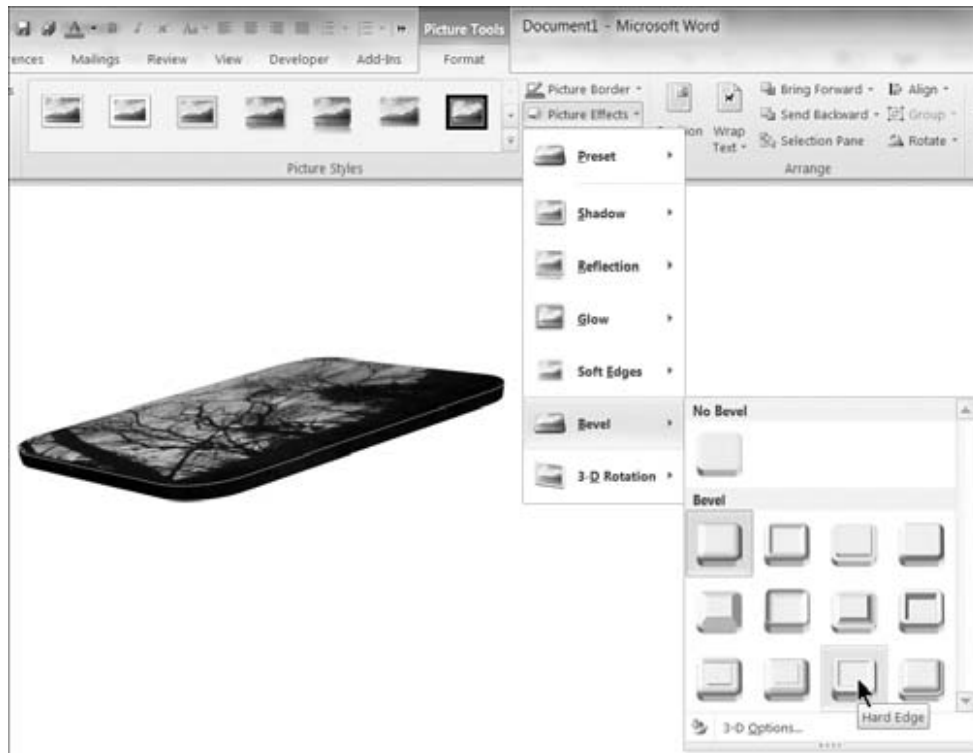 Picture Tools
Document1 - Microsoft Word
ences Mailings Review View Developer Add-Ins Format
Picture Border
Picture Effects
Bring Forward
Align
Send Backward
Group
ion
Wrap Text
Selection Pane
Rotate
Picture Styles
Arrange
Preset
Shadow
Reflection
Glow
Soft Edges
Bevel
3-D Rotation
No Bevel
Bevel
Hard Edge
3-D Options...